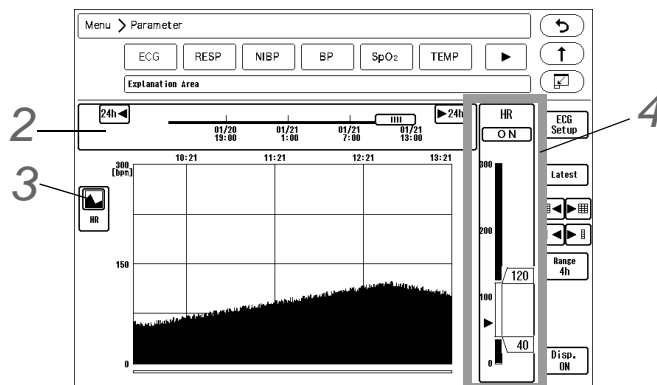 Menu > Parameter
ECG RESP NIBP BP SpO₂ TEMP
Explanation Area
24h 24h
01/20 01/21 01/21 01/21
19:00 1:00 7:00 13:00
10:21 11:21 12:21 13:21
300
[bpm]
150
0
HR
HR
ON
300
200
120
100
40
0
ECG
Setup
Latest
Range
4h
Disp.
ON
2
3
4